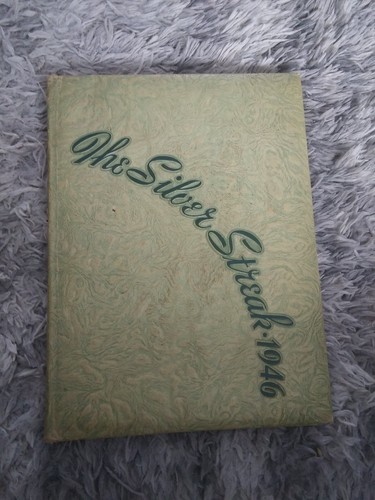 The Silver Streak · 1946